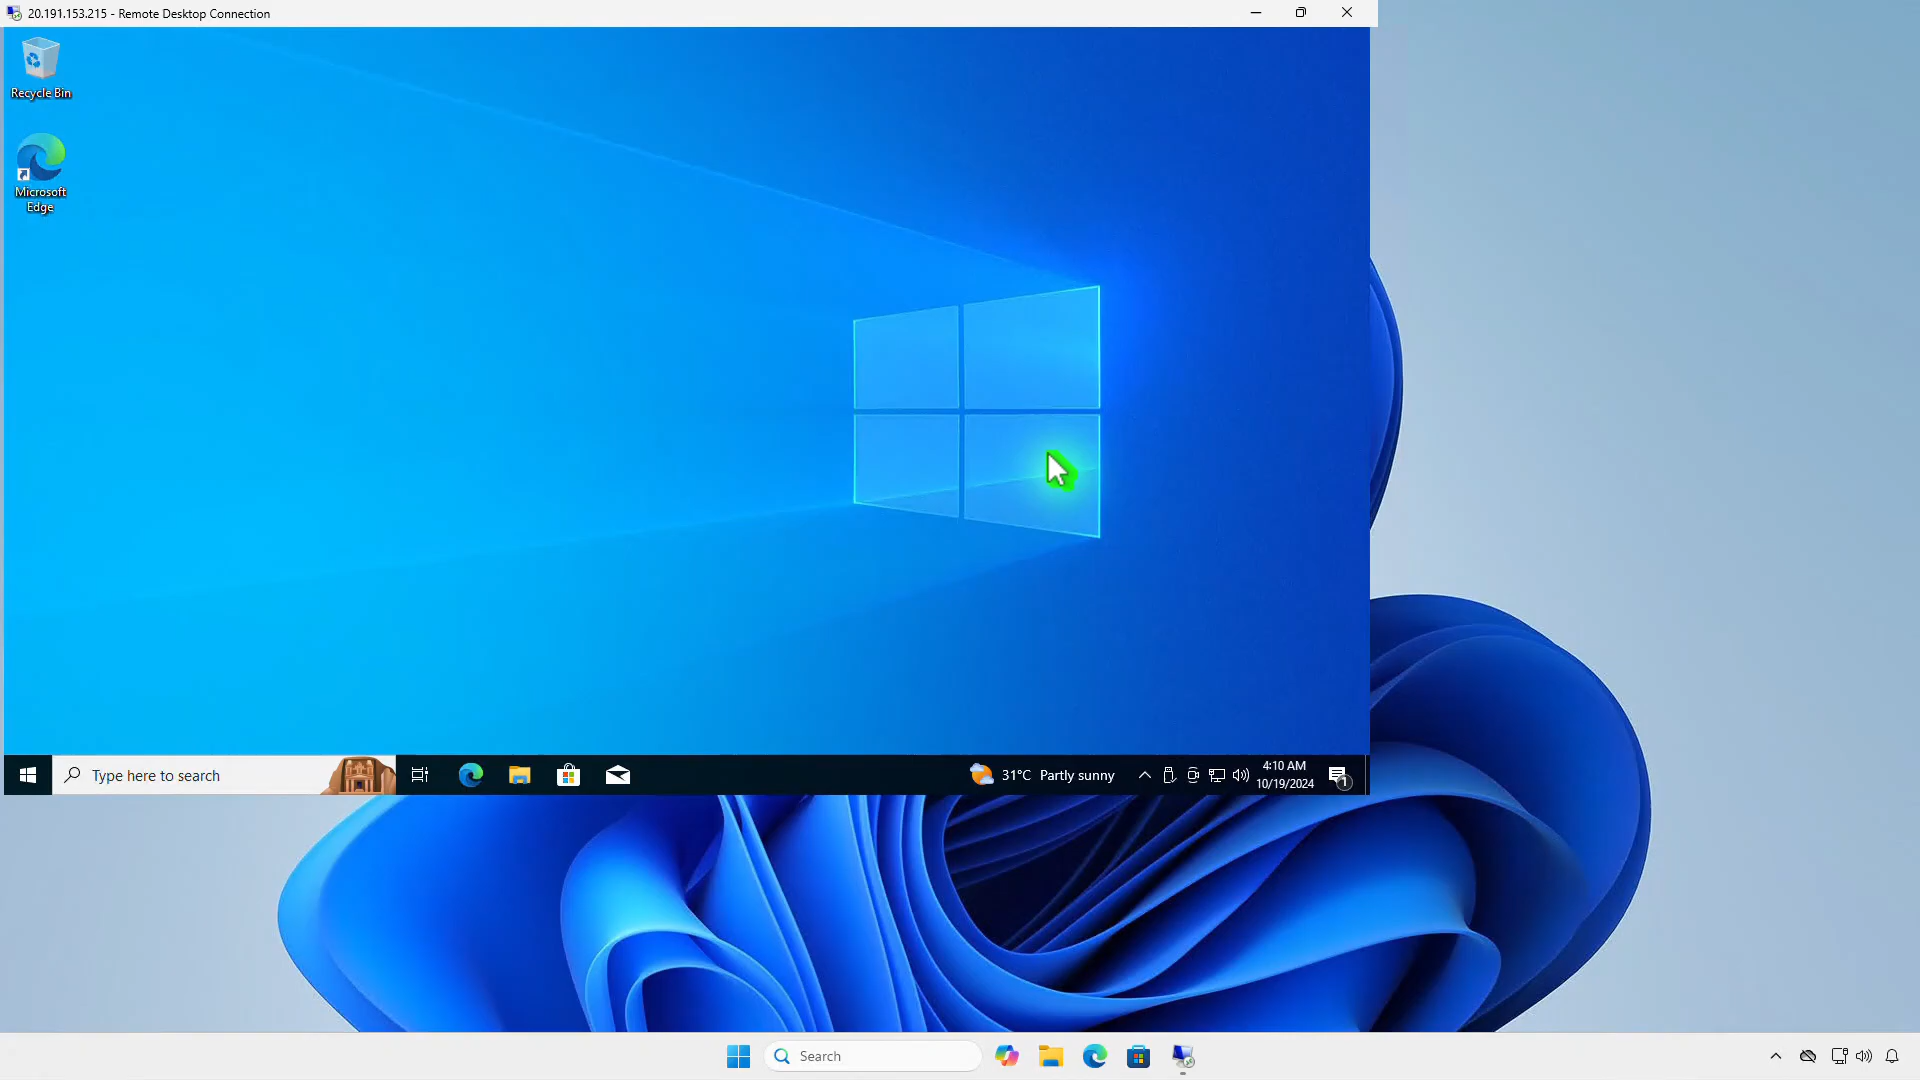 20.191.153.215 - Remote Desktop Connection
Recycle Bin
Microsoft
Edge
Type here to search
31°C Partly sunny
4:10 AM
10/19/2024
1
Search